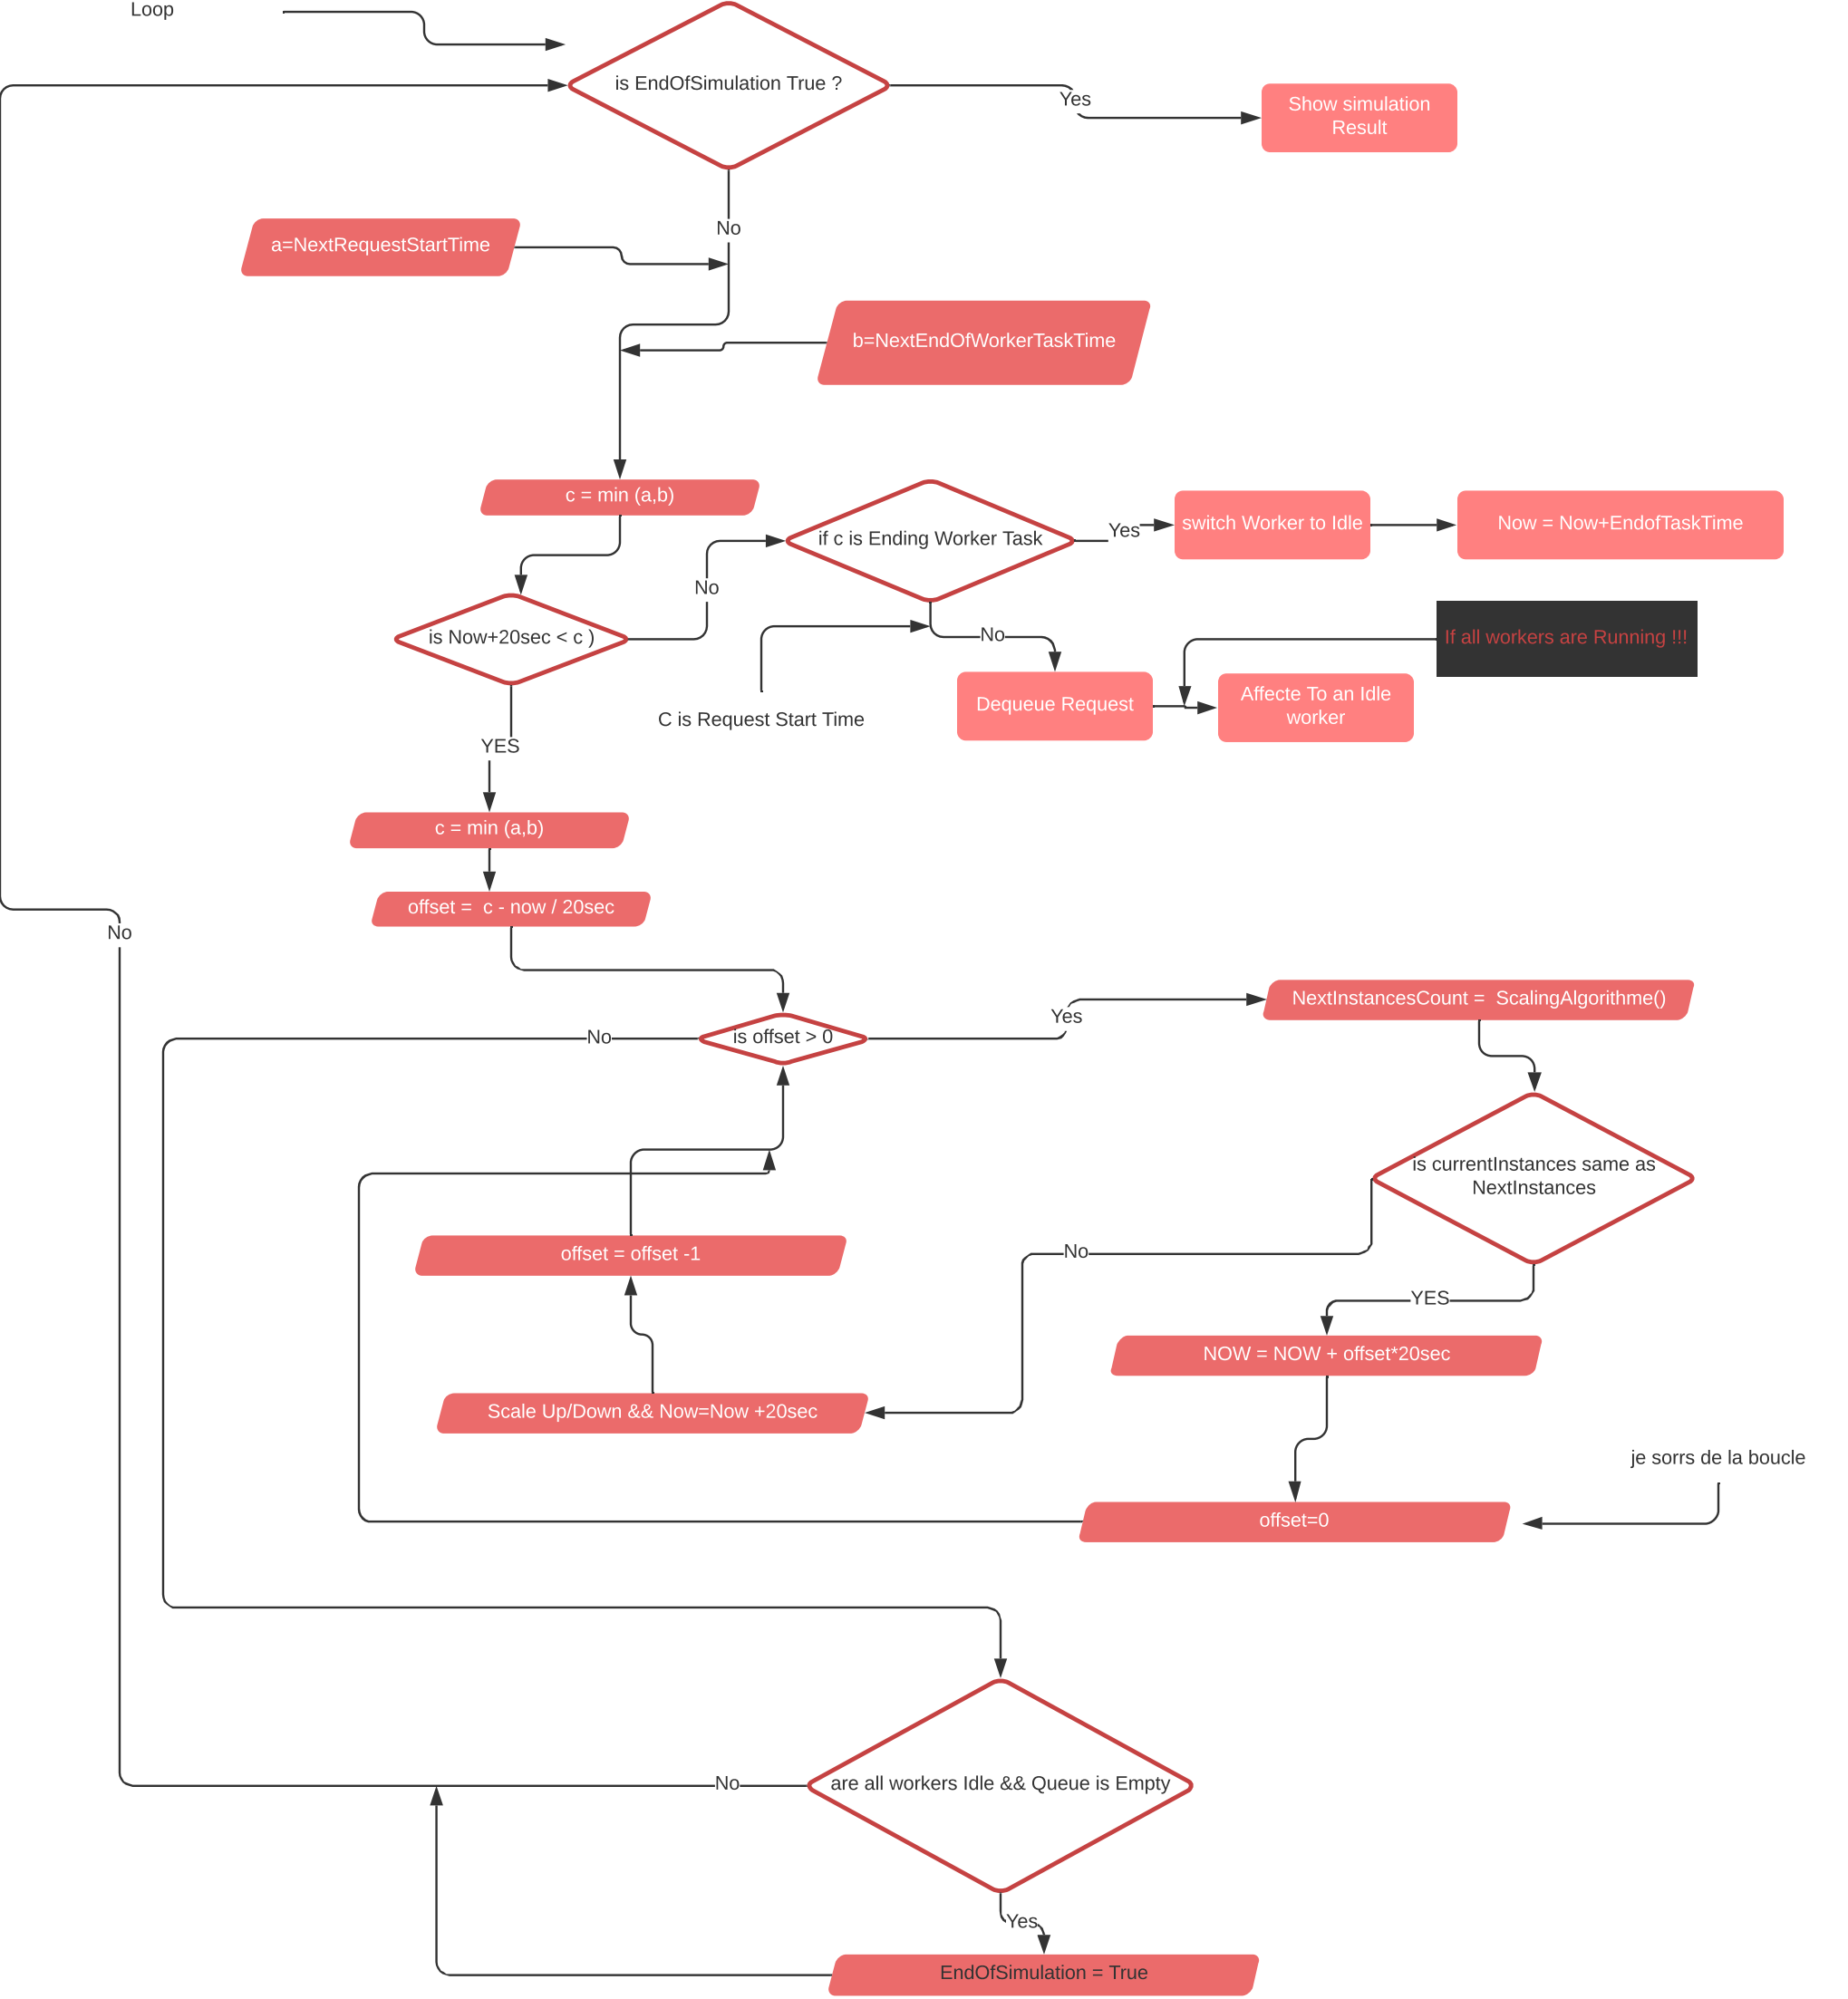 Loop
is EndOfSimulation True ?
Yes
Show simulation
Result
No
a=NextRequestStartTime
b=NextEndOfWorkerTaskTime
c = min (a,b)
if c is Ending Worker Task
Yes
switch Worker to Idle
Now = Now+EndofTaskTime
No
is Now+20sec < c )
No
If all workers are Running !!!
C is Request Start Time
Dequeue Request
Affecte To an Idle
worker
YES
c = min (a,b)
offset =  c - now / 20sec
No
is offset > 0
No
Yes
NextInstancesCount =  ScalingAlgorithme()
is currentInstances same as
NextInstances
No
YES
offset = offset -1
NOW = NOW + offset*20sec
Scale Up/Down && Now=Now +20sec
je sorrs de la boucle
offset=0
are all workers Idle && Queue is Empty
No
Yes
EndOfSimulation = True